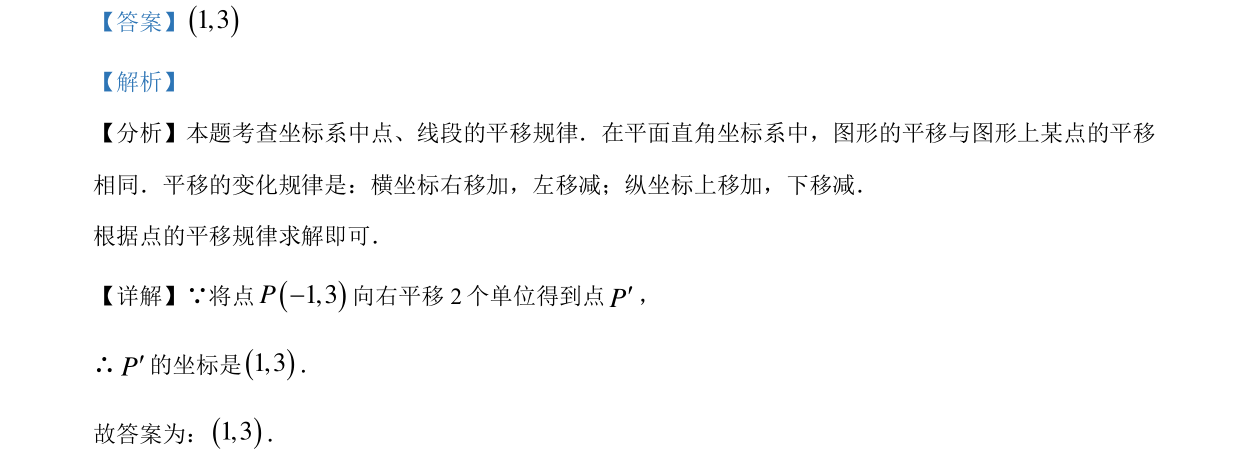 【答案】(1,3)
【解析】
【分析】本题考查坐标系中点、线段的平移规律．在平面直角坐标系中，图形的平移与图形上某点的平移
相同．平移的变化规律是：横坐标右移加，左移减；纵坐标上移加，下移减．
根据点的平移规律求解即可．
【详解】∵将点P(−1,3)向右平移2个单位得到点P′，
∴P′的坐标是(1,3)．
故答案为：(1,3)．